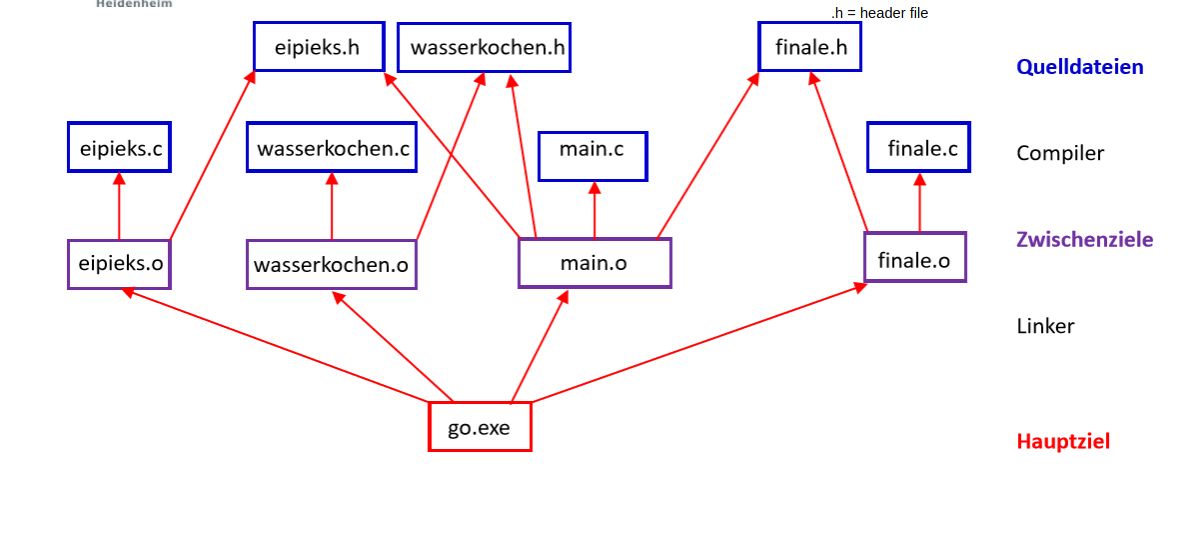 Heidenheim
.h = header file
eipieks.h
wasserkochen.h
finale.h
Quelldateien
eipieks.c
wasserkochen.c
main.c
finale.c
Compiler
Zwischenziele
eipieks.o
wasserkochen.o
main.o
finale.o
Linker
go.exe
Hauptziel